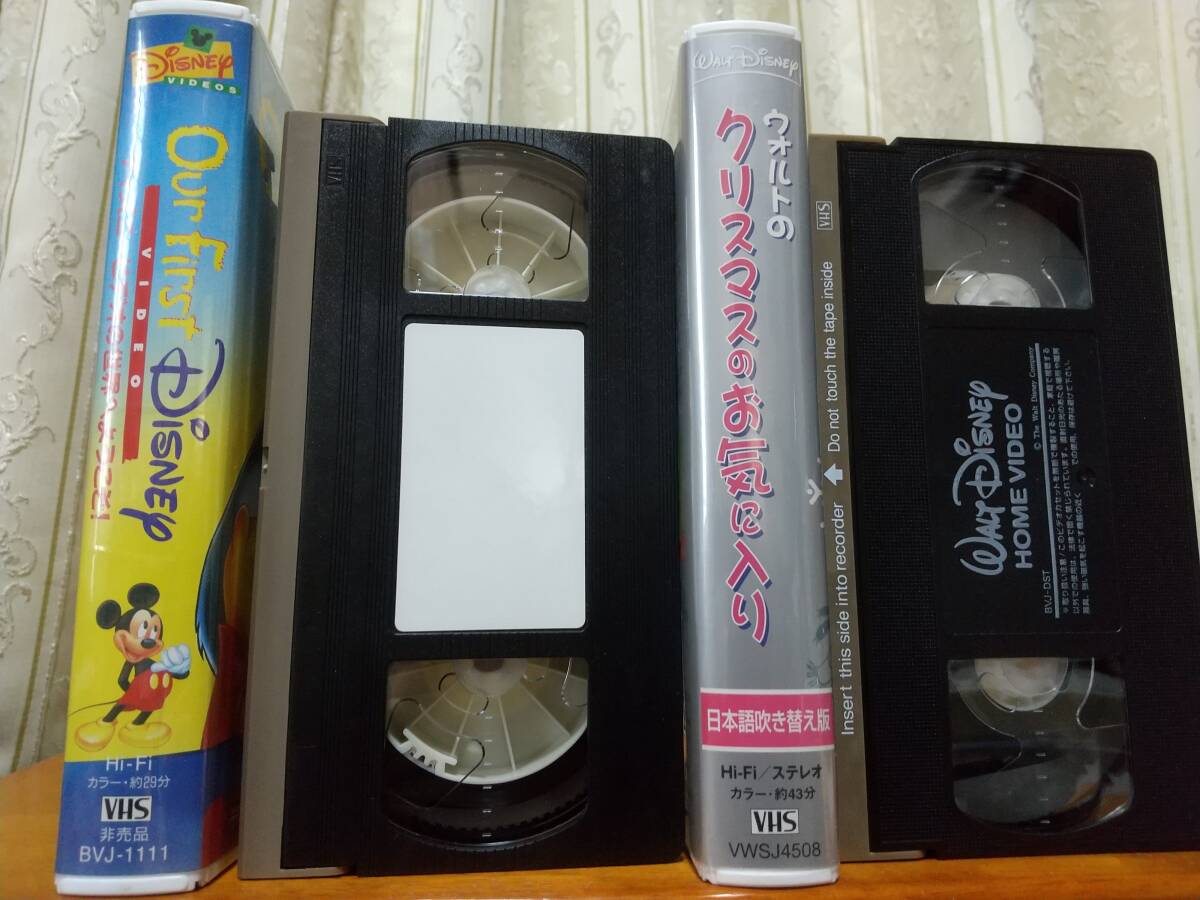 Disney
VIDEOS
Our First Disney
VIDEO
Hi-Fi
カラー・約29分
VHS
非売品
BVJ-1111
VHS
WALT DISNEY
ウォルトの
クリスマスのお気に入り
日本語吹き替え版
Hi-Fi/ステレオ
カラー・約43分
VHS
VWSJ4508
VHS
Insert this side into recorder Do not touch the tape inside
© The Walt Disney Company
WALT DISNEY
HOME VIDEO
BVJ-DST